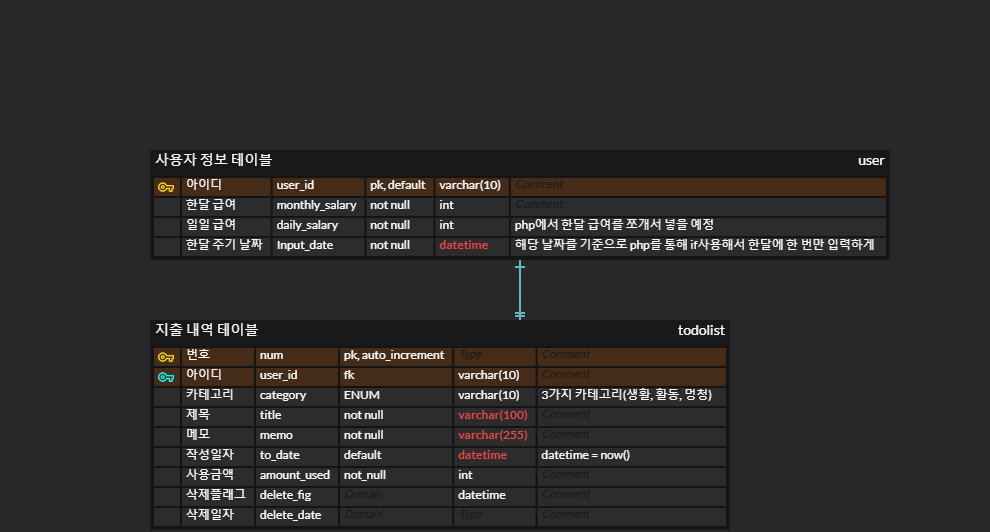 사용자 정보 테이블 user
아이디 user_id pk, default varchar(10) Comment
한달 급여 monthly_salary not null int Comment
일일 급여 daily_salary not null int php에서 한달 급여를 쪼개서 넣을 예정
한달 주기 날짜 Input_date not null datetime 해당 날짜를 기준으로 php를 통해 if사용해서 한달에 한 번만 입력하게
지출 내역 테이블 todolist
번호 num pk, auto_increment Type Comment
아이디 user_id fk varchar(10) Comment
카테고리 category ENUM varchar(10) 3가지 카테고리(생활, 활동, 멍청)
제목 title not null varchar(100) Comment
메모 memo not null varchar(255) Comment
작성일자 to_date default datetime datetime = now()
사용금액 amount_used not_null int Comment
삭제플래그 delete_fig Domain datetime Comment
삭제일자 delete_date Domain Type Comment